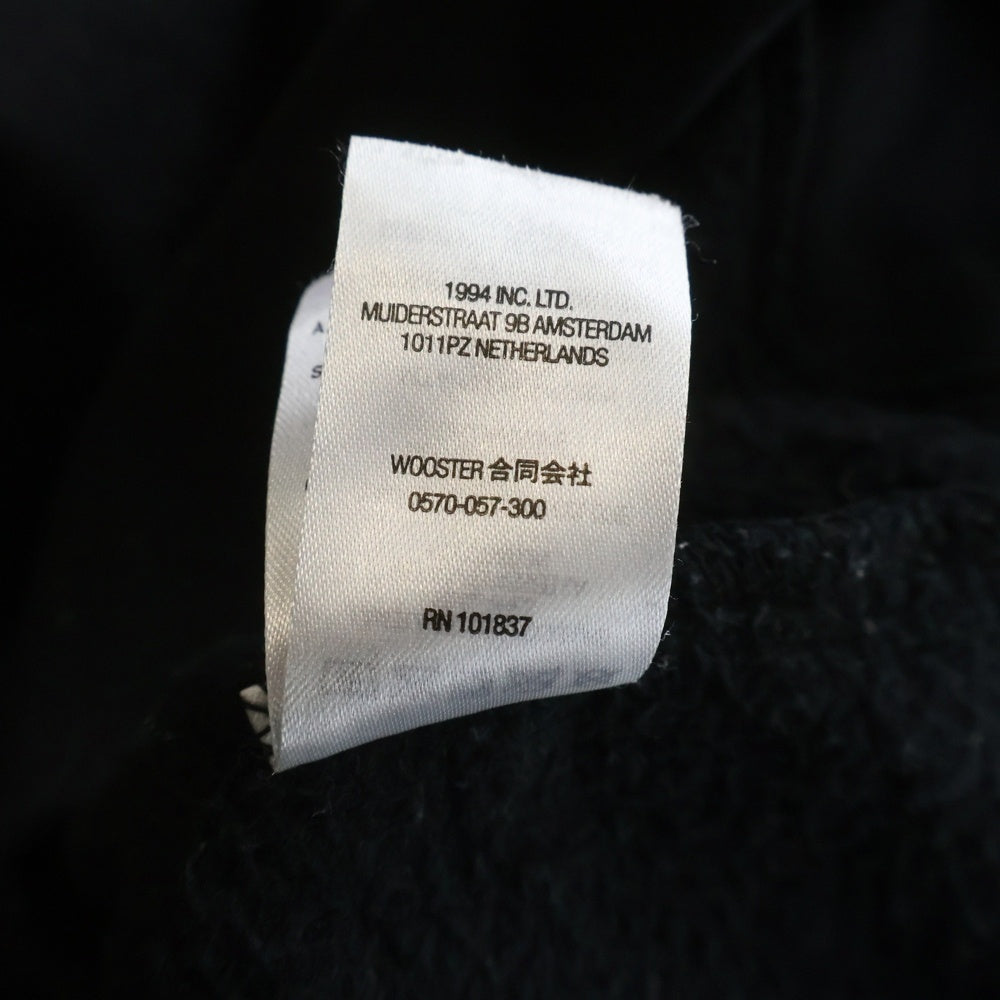 1994 INC. LTD.
MUIDERSTRAAT 9B AMSTERDAM
1011PZ NETHERLANDS
WOOSTER 合同会社
0570-057-300
RN 101837